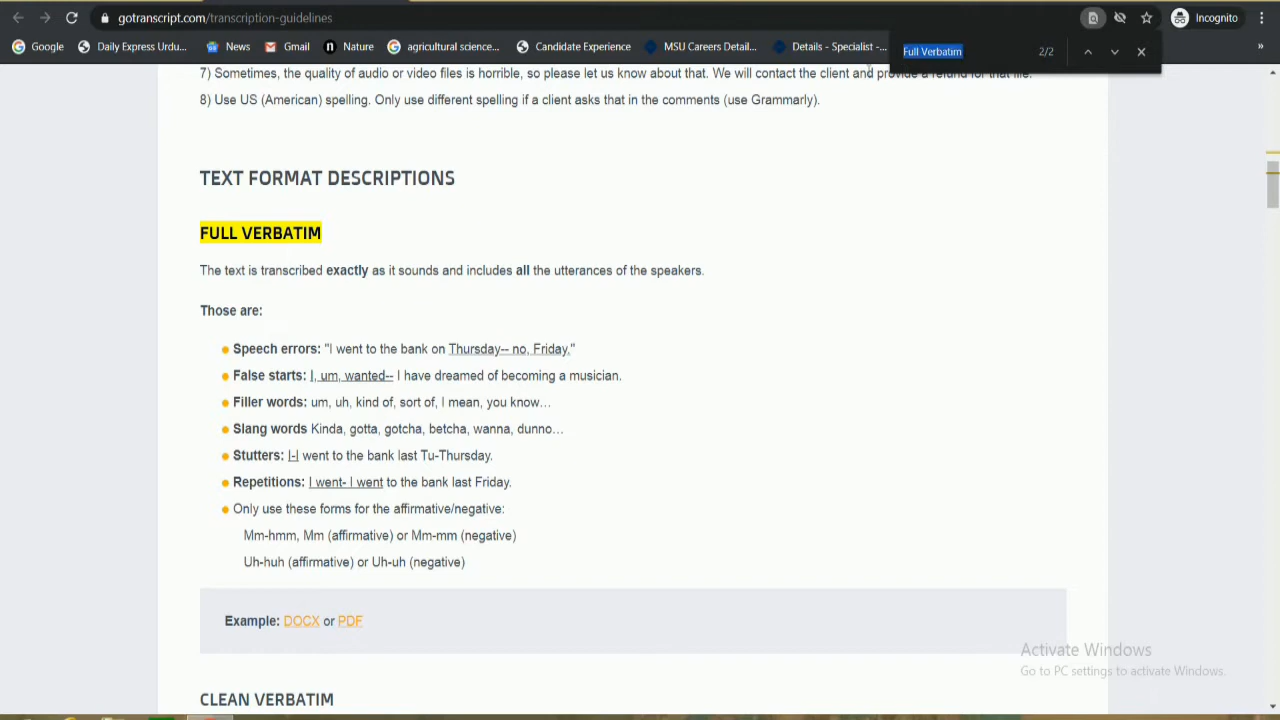 gotranscript.com/transcription-guidelines
Incognito
Google
Daily Express Urdu...
News
Gmail
Nature
agricultural science...
Candidate Experience
MSU Careers Detail...
Details - Specialist -...
»
Full Verbatim
2/2
7) Sometimes, the quality of audio or video files is horrible, so please let us know about that. We will contact the client and provide a refund for that file.
8) Use US (American) spelling. Only use different spelling if a client asks that in the comments (use Grammarly).
TEXT FORMAT DESCRIPTIONS
FULL VERBATIM
The text is transcribed exactly as it sounds and includes all the utterances of the speakers.
Those are:
Speech errors: "I went to the bank on Thursday-- no, Friday."
False starts: I, um, wanted-- I have dreamed of becoming a musician.
Filler words: um, uh, kind of, sort of, I mean, you know…
Slang words Kinda, gotta, gotcha, betcha, wanna, dunno…
Stutters: I-I went to the bank last Tu-Thursday.
Repetitions: I went- I went to the bank last Friday.
Only use these forms for the affirmative/negative:
Mm-hmm, Mm (affirmative) or Mm-mm (negative)
Uh-huh (affirmative) or Uh-uh (negative)
Example: DOCX or PDF
Activate Windows
Go to PC settings to activate Windows.
CLEAN VERBATIM